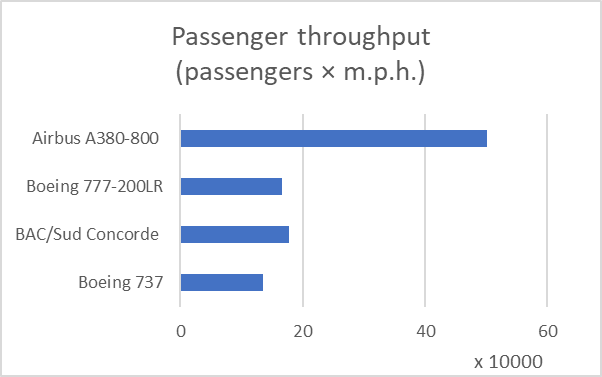 Passenger throughput
(passengers × m.p.h.)
Airbus A380-800
Boeing 777-200LR
BAC/Sud Concorde
Boeing 737
0 20 40 60
x 10000